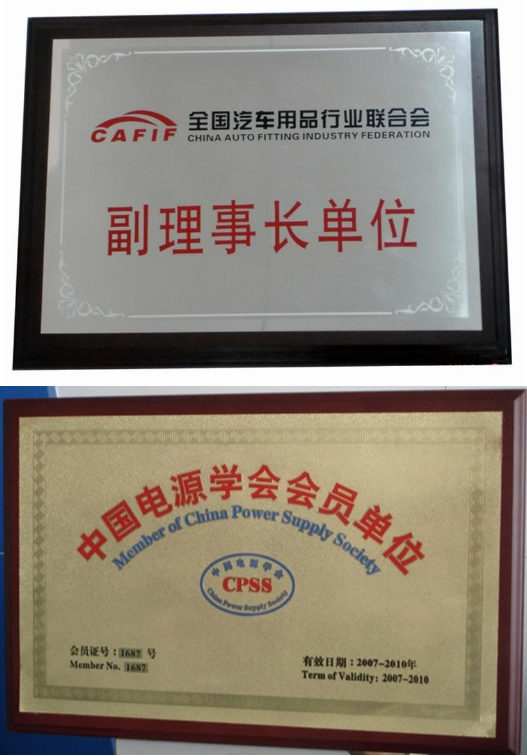 CAFIF
全国汽车用品行业联合会
CHINA AUTO FITTING INDUSTRY FEDERATION
副理事长单位
中国电源学会会员单位
Member of China Power Supply Society
中国电源学会
CPSS
China Power Supply Society
会员证号：1687 号
Member No. 1687
有效日期：2007-2010年
Term of Validity: 2007-2010